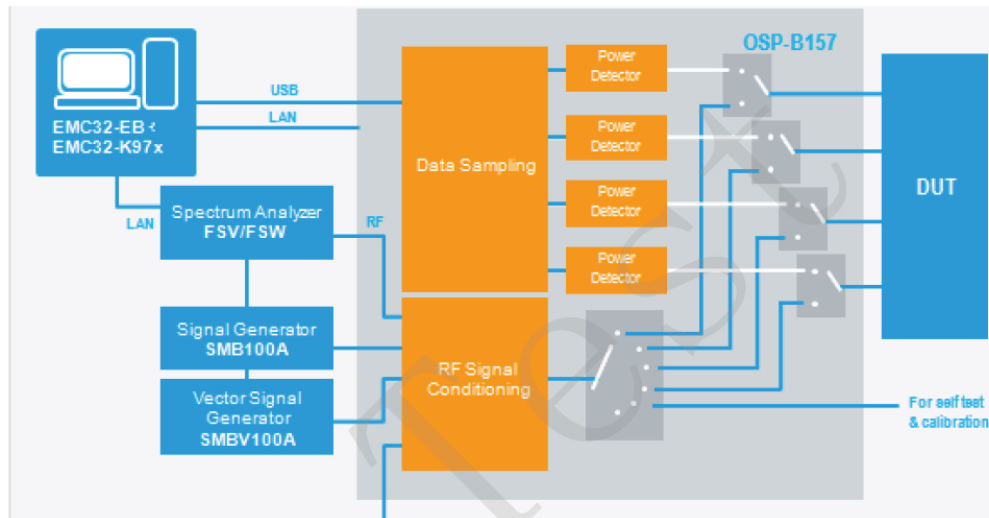 OSP-B157
Power
Detector
USB
LAN
EMC32-EB
EMC32-K97x
Power
Detector
Data Sampling
DUT
Power
Detector
Spectrum Analyzer
FSV/FSW
LAN
RF
Power
Detector
Signal Generator
SMB100A
RF Signal
Conditioning
Vector Signal
Generator
SMBV100A
For self test
& calibration
Test